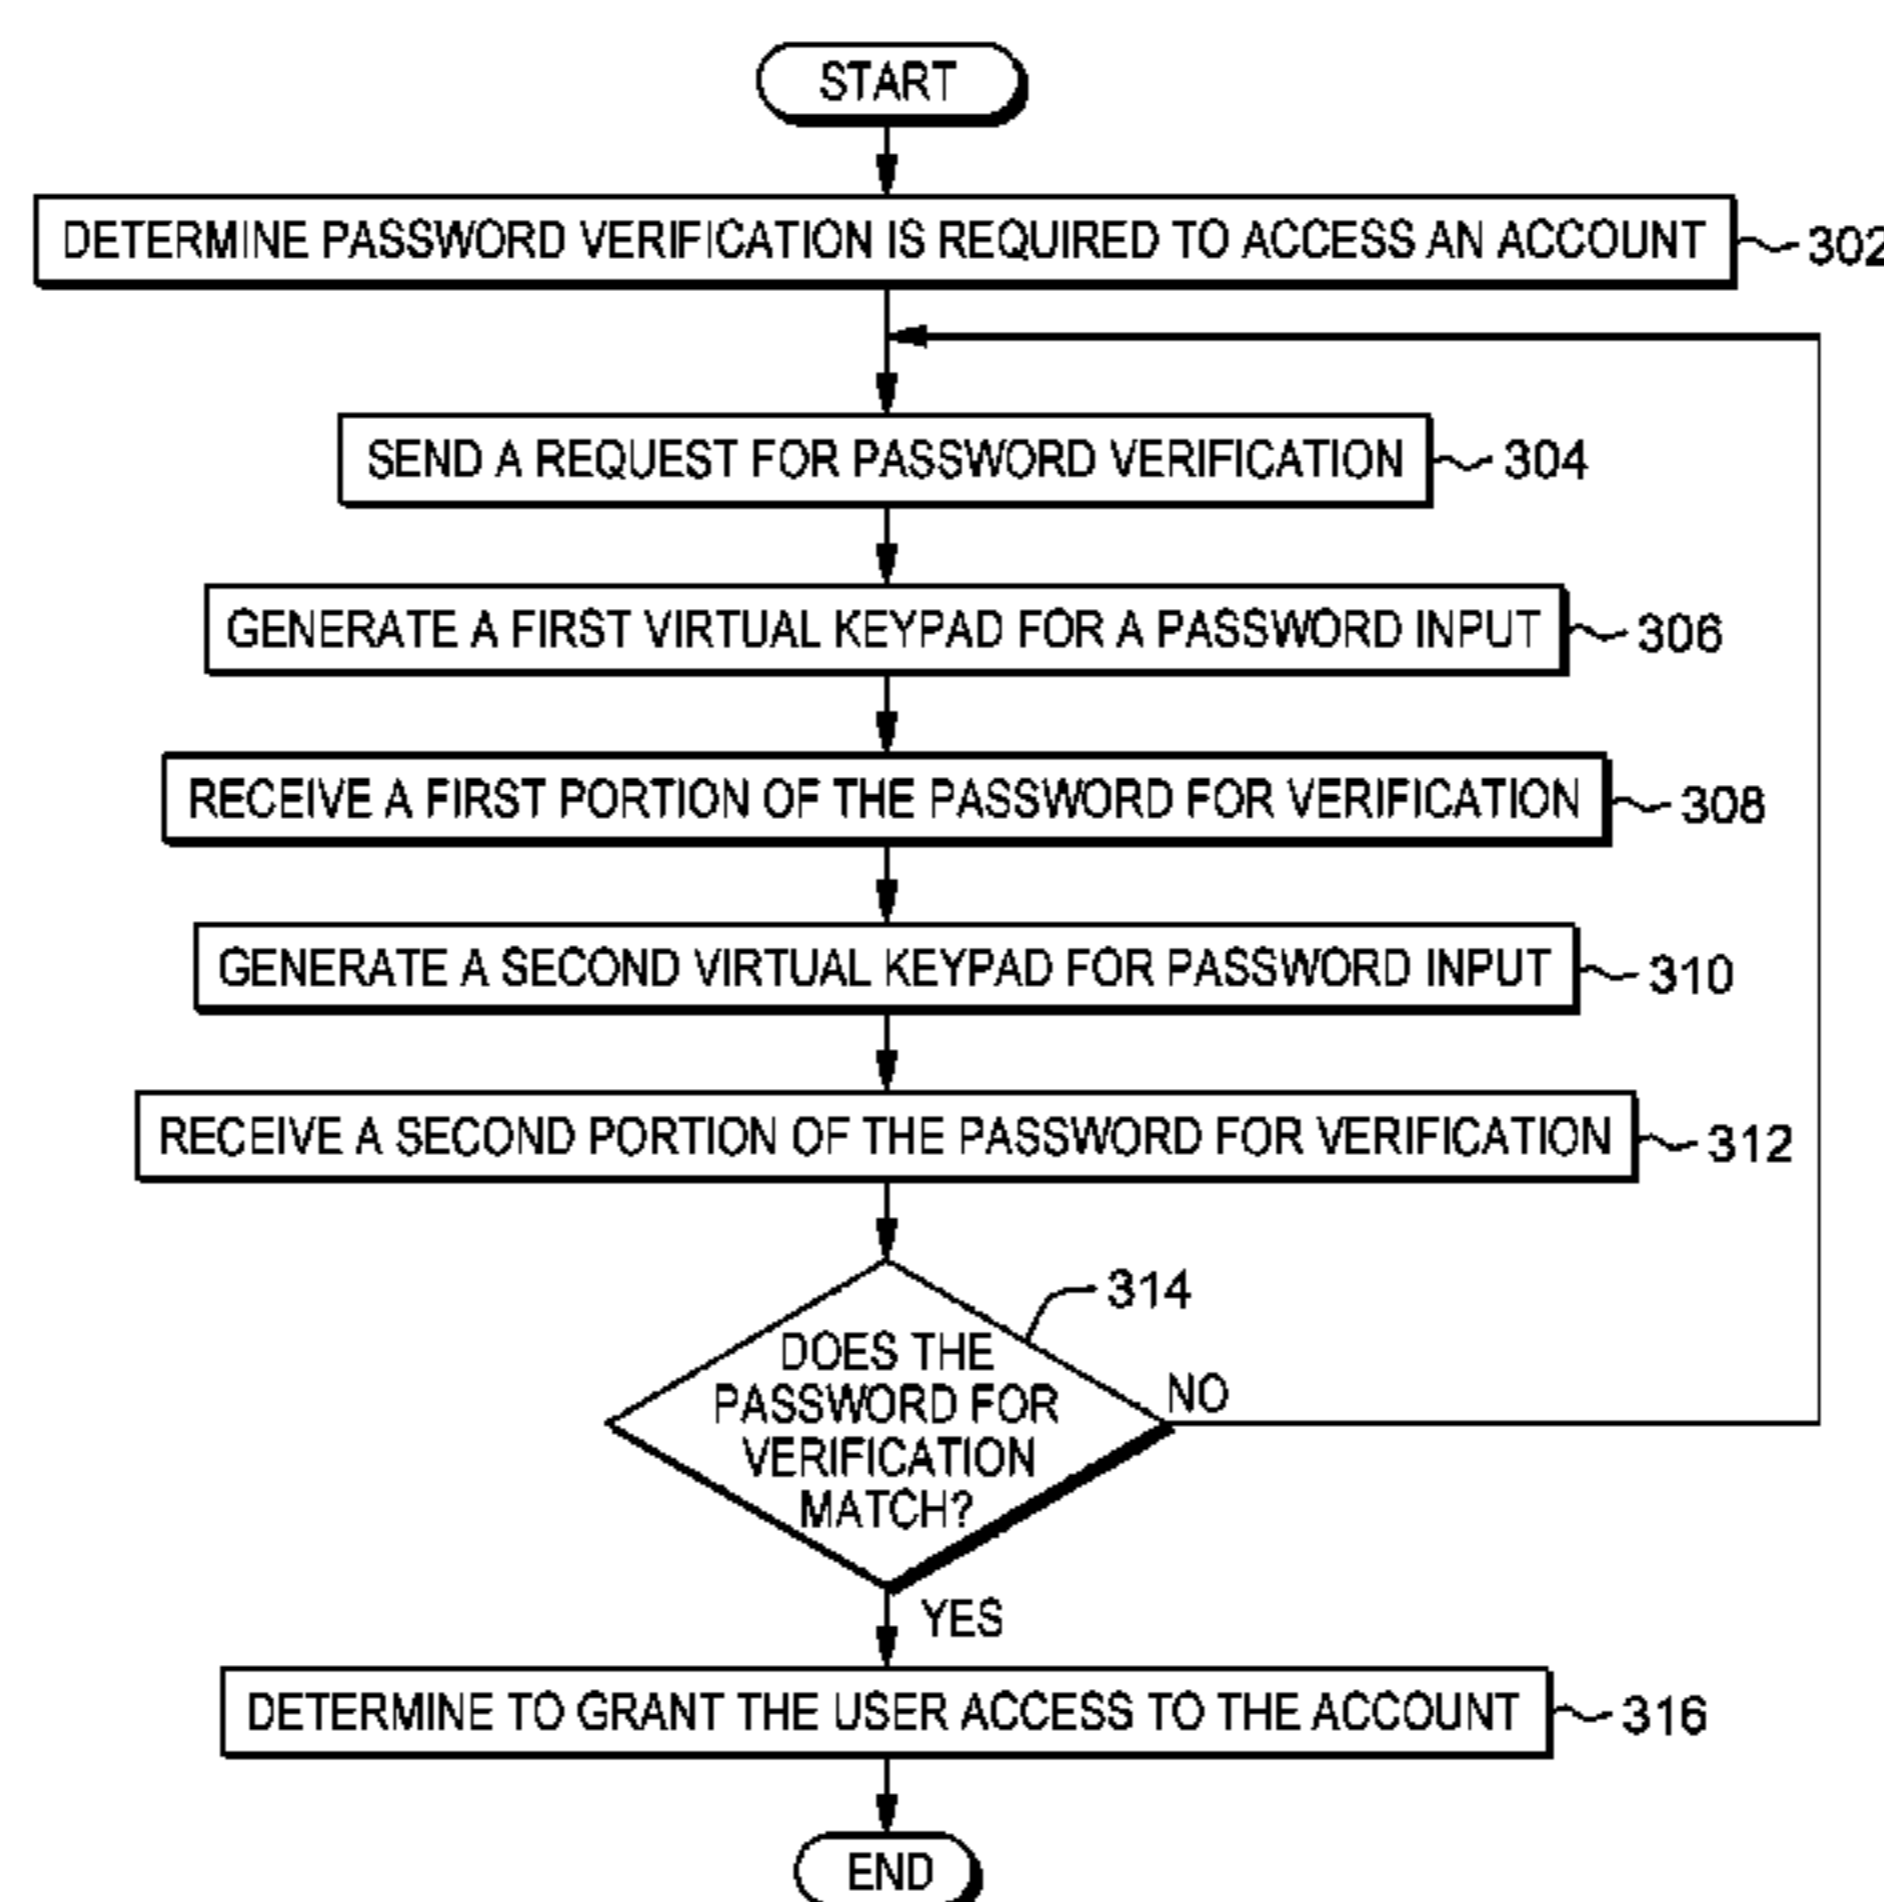 START
DETERMINE PASSWORD VERIFICATION IS REQUIRED TO ACCESS AN ACCOUNT
302
SEND A REQUEST FOR PASSWORD VERIFICATION
304
GENERATE A FIRST VIRTUAL KEYPAD FOR A PASSWORD INPUT
306
RECEIVE A FIRST PORTION OF THE PASSWORD FOR VERIFICATION
308
GENERATE A SECOND VIRTUAL KEYPAD FOR PASSWORD INPUT
310
RECEIVE A SECOND PORTION OF THE PASSWORD FOR VERIFICATION
312
314
DOES THE
PASSWORD FOR
VERIFICATION
MATCH?
NO
YES
DETERMINE TO GRANT THE USER ACCESS TO THE ACCOUNT
316
END